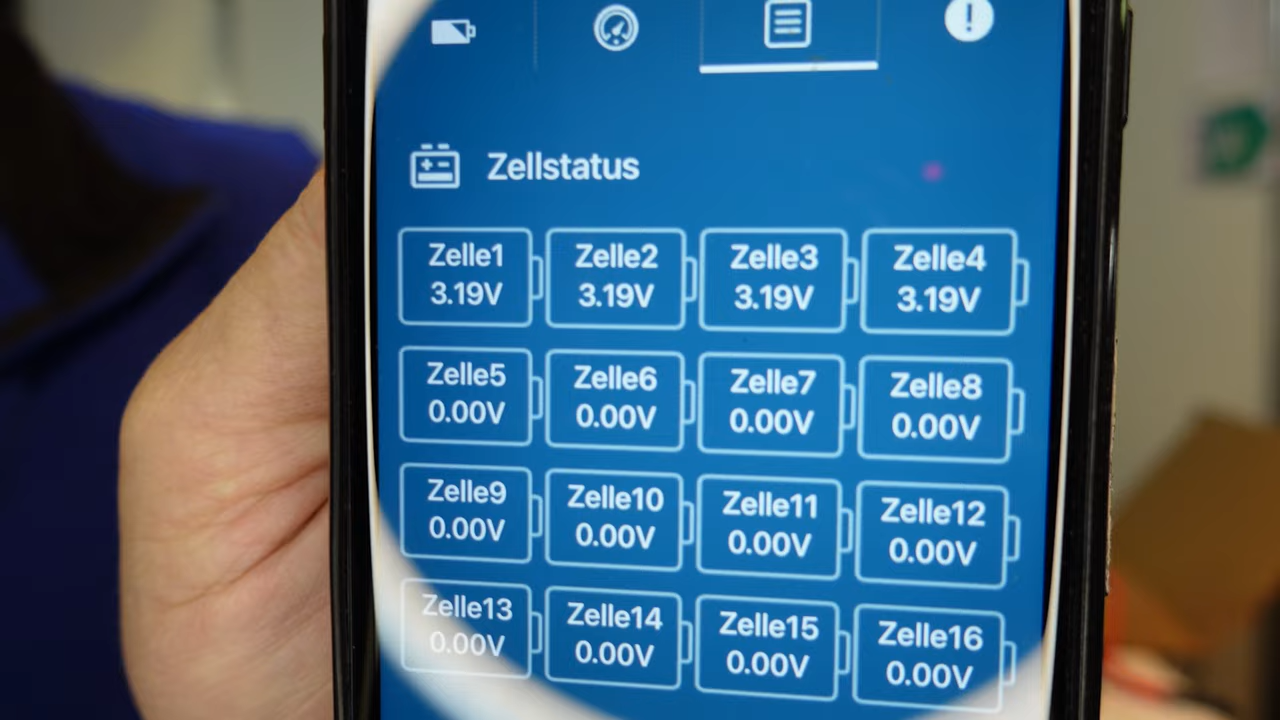 Zellstatus
Zelle1 Zelle2 Zelle3 Zelle4
3.19V 3.19V 3.19V 3.19V
Zelle5 Zelle6 Zelle7 Zelle8
0.00V 0.00V 0.00V 0.00V
Zelle9 Zelle10 Zelle11 Zelle12
0.00V 0.00V 0.00V 0.00V
Zelle13 Zelle14 Zelle15 Zelle16
0.00V 0.00V 0.00V 0.00V